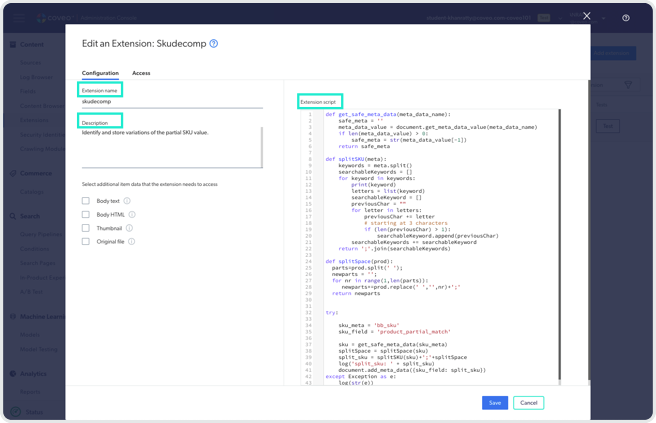 Edit an Extension: Skudecomp
Configuration Access
Extension name
skudecomp
Description
Identify and store variations of the partial SKU value.
Select additional item data that the extension needs to access
Body text
Body HTML
Thumbnail
Original file
Extension script
1 def get_safe_meta_data(meta_data_name):
2 safe_meta = ''
3 meta_data_value = document.get_meta_data_value(meta_data_name)
4 if len(meta_data_value) > 0:
5 safe_meta = str(meta_data_value[-1])
6 return safe_meta
7
8 def splitSKU(meta):
9 keywords = meta.split()
10 searchableKeywords = []
11 for keyword in keywords:
12 print(keyword)
13 letters = list(keyword)
14 searchableKeyword = []
15 previousChar = ""
16 for letter in letters:
17 previousChar += letter
18 # starting at 3 characters
19 if (len(previousChar) > 1):
20 searchableKeyword.append(previousChar)
21 searchableKeywords += searchableKeyword
22 return ';'.join(searchableKeywords)
23
24 def splitSpace(prod):
25 parts=prod.split(' ');
26 newparts = '';
27 for nr in range(1,len(parts)):
28 newparts+=prod.replace(' ','',nr)+';'
29 return newparts
30
31
32 try:
33
34 sku_meta = 'bb_sku'
35 sku_field = 'product_partial_match'
36
37 sku = get_safe_meta_data(sku_meta)
38 splitSpace = splitSpace(sku)
39 split_sku = splitSKU(sku)+';'+splitSpace
40 log('split_sku: ' + split_sku)
41 document.add_meta_data({sku_field: split_sku})
42 except Exception as e:
43 log(str(e))
Save Cancel